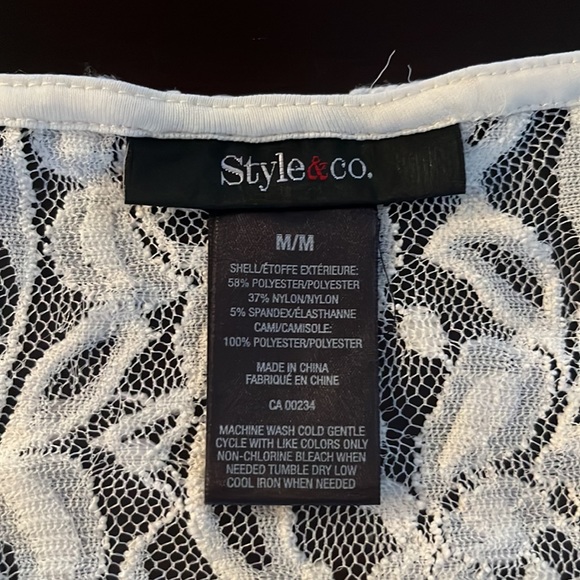 Style&co.
M/M
SHELL/ÉTOFFE EXTÉRIEURE:
58% POLYESTER/POLYESTER
37% NYLON/NYLON
5% SPANDEX/ÉLASTHANNE
CAMI/CAMISOLE:
100% POLYESTER/POLYESTER
MADE IN CHINA
FABRIQUÉ EN CHINE
CA 00234
MACHINE WASH COLD GENTLE
CYCLE WITH LIKE COLORS ONLY
NON-CHLORINE BLEACH WHEN
NEEDED TUMBLE DRY LOW
COOL IRON WHEN NEEDED